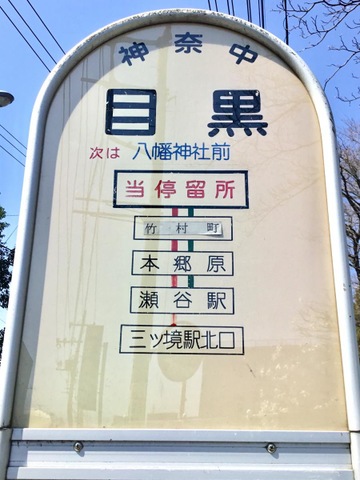 神奈中
目黒
次は 八幡神社前
当停留所
竹村町
本郷原
瀬谷駅
三ツ境駅北口